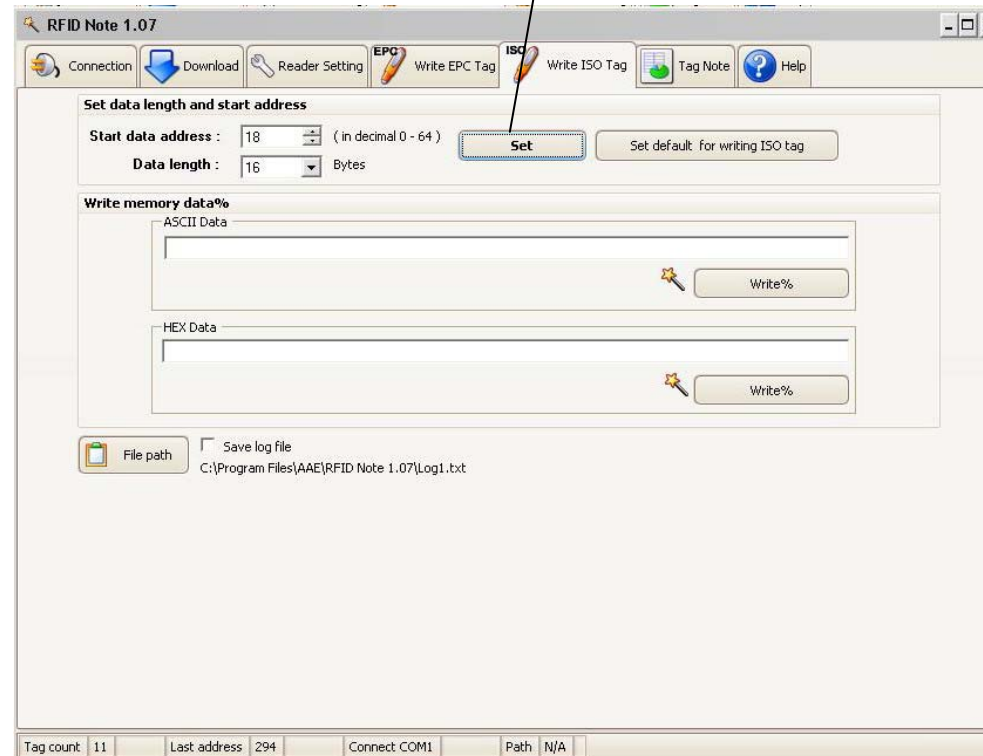 RFID Note 1.07
Connection Download Reader Setting EPC Write EPC Tag ISO Write ISO Tag Tag Note Help
Set data length and start address
Start data address : 18 ( in decimal 0 - 64 ) Set Set default for writing ISO tag
Data length : 16 Bytes
Write memory data%
ASCII Data
Write%
HEX Data
Write%
File path Save log file
C:\Program Files\AAE\RFID Note 1.07\Log1.txt
Tag count 11 Last address 294 Connect COM1 Path N/A